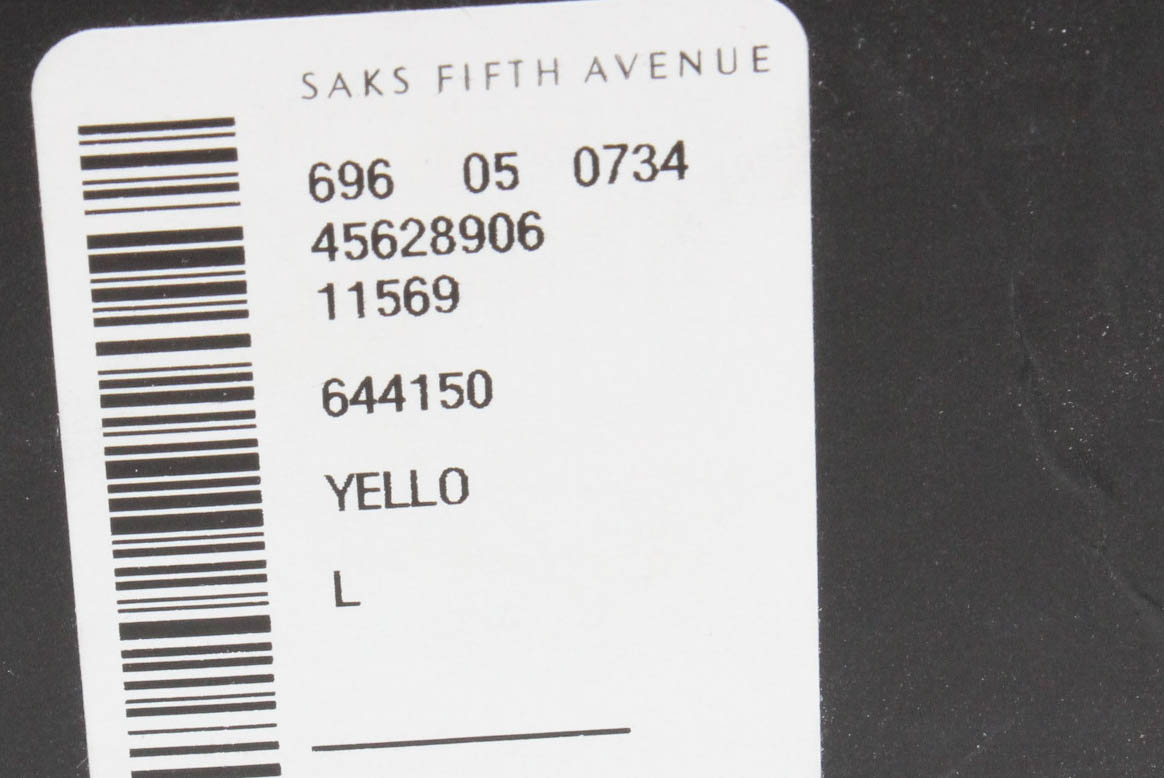 SAKS FIFTH AVENUE
696 05 0734
45628906
11569
644150
YELLO
L